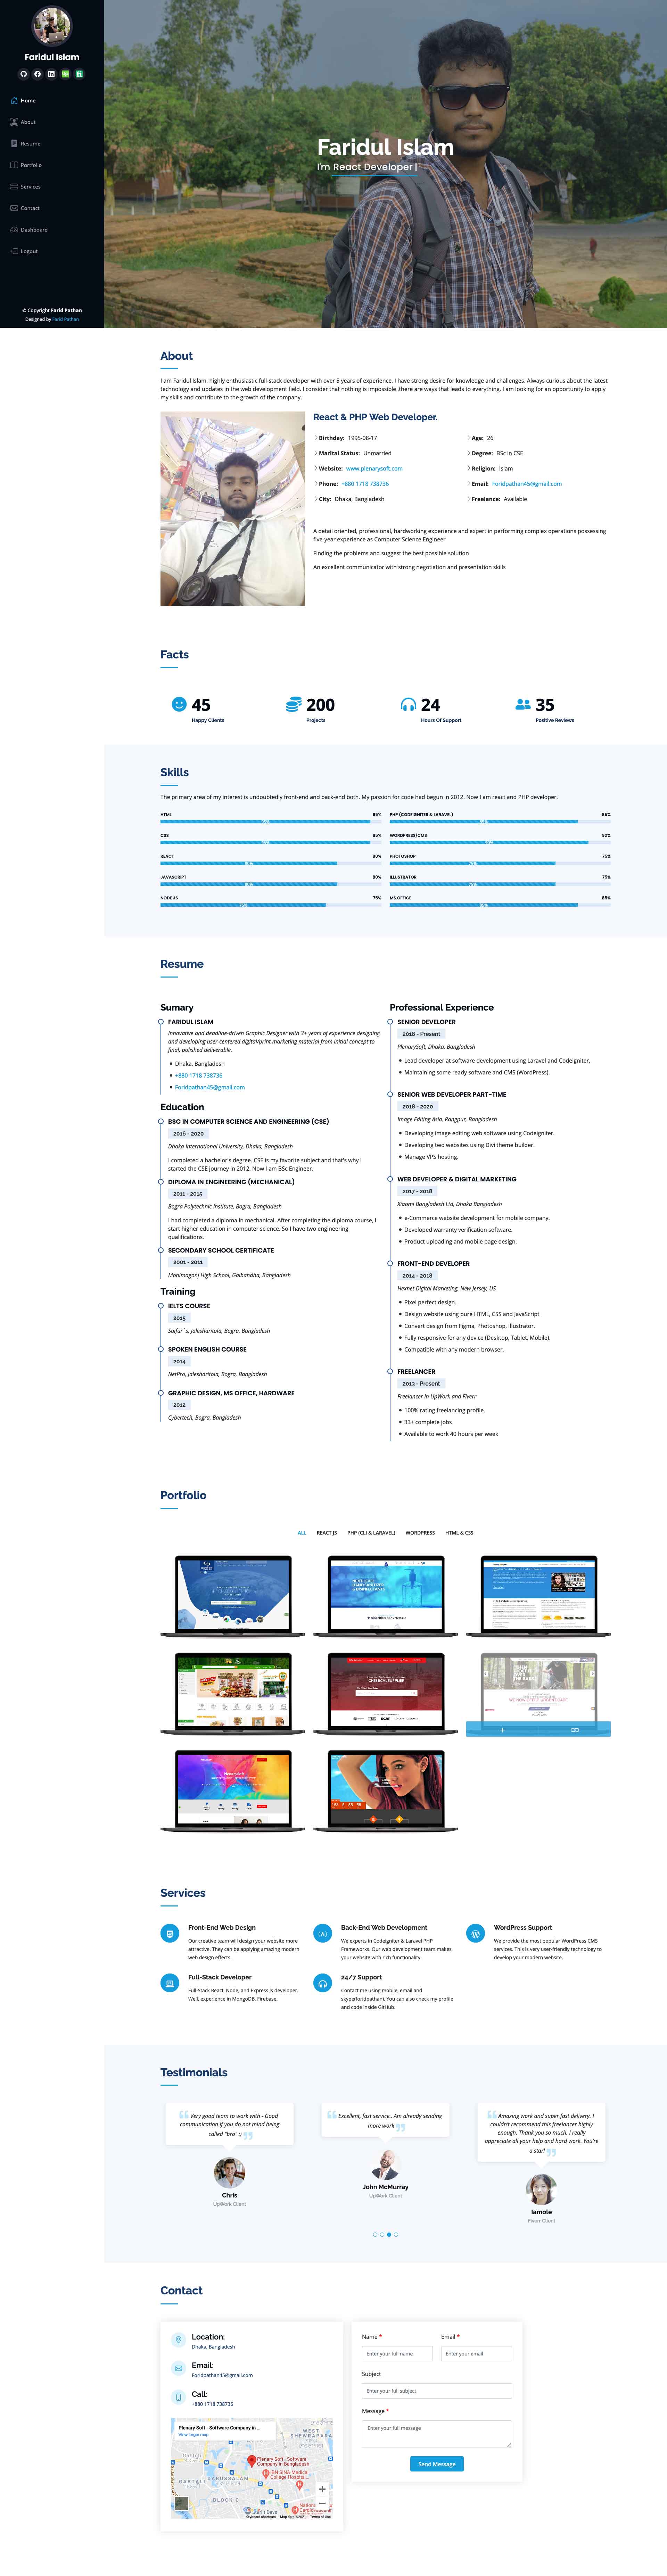 Faridul Islam
Home
About
Resume
Portfolio
Services
Contact
Dashboard
Logout
© Copyright Farid Pathan
Designed by Farid Pathan
Faridul Islam
I'm React Developer|
About
I am Faridul Islam. highly enthusiastic full-stack developer with over 5 years of experience. I have strong desire for knowledge and challenges. Always curious about the latest
technology and updates in the web development field. I consider that nothing is impossible ,there are ways that leads to everything. I am looking for an opportunity to apply
my skills and contribute to the growth of the company.
React & PHP Web Developer.
Birthday: 1995-08-17
Age: 26
Marital Status: Unmarried
Degree: BSc in CSE
Website: www.plenarysoft.com
Religion: Islam
Phone: +880 1718 738736
Email: Foridpathan45@gmail.com
City: Dhaka, Bangladesh
Freelance: Available
A detail oriented, professional, hardworking experience and expert in performing complex operations possessing
five-year experience as Computer Science Engineer
Finding the problems and suggest the best possible solution
An excellent communicator with strong negotiation and presentation skills
Facts
45
Happy Clients
200
Projects
24
Hours Of Support
35
Positive Reviews
Skills
The primary area of my interest is undoubtedly front-end and back-end both. My passion for code had begun in 2012. Now I am react and PHP developer.
HTML 95%
PHP (CODEIGNITER & LARAVEL) 85%
CSS 95%
WORDPRESS/CMS 90%
REACT 80%
PHOTOSHOP 75%
JAVASCRIPT 80%
ILLUSTRATOR 75%
NODE JS 75%
MS OFFICE 85%
Resume
Sumary
FARIDUL ISLAM
Innovative and deadline-driven Graphic Designer with 3+ years of experience designing
and developing user-centered digital/print marketing material from initial concept to
final, polished deliverable.
Dhaka, Bangladesh
+880 1718 738736
Foridpathan45@gmail.com
Education
BSC IN COMPUTER SCIENCE AND ENGINEERING (CSE)
2016 - 2020
Dhaka International University, Dhaka, Bangladesh
I completed a bachelor's degree. CSE is my favorite subject and that's why I
started the CSE journey in 2012. Now I am BSc Engineer.
DIPLOMA IN ENGINEERING (MECHANICAL)
2011 - 2015
Bogra Polytechnic Institute, Bogra, Bangladesh
I had completed a diploma in mechanical. After completing the diploma course, I
start higher education in computer science. So I have two engineering
qualifications.
SECONDARY SCHOOL CERTIFICATE
2001 - 2011
Mohimagonj High School, Gaibandha, Bangladesh
Training
IELTS COURSE
2015
Saifur`s, Jalesharitola, Bogra, Bangladesh
SPOKEN ENGLISH COURSE
2014
NetPro, Jalesharitola, Bogra, Bangladesh
GRAPHIC DESIGN, MS OFFICE, HARDWARE
2012
Cybertech, Bogra, Bangladesh
Professional Experience
SENIOR DEVELOPER
2018 - Present
PlenarySoft, Dhaka, Bangladesh
Lead developer at software development using Laravel and Codeigniter.
Maintaining some ready software and CMS (WordPress).
SENIOR WEB DEVELOPER PART-TIME
2018 - 2020
Image Editing Asia, Rangpur, Bangladesh
Developing image editing web software using CodeIgniter.
Developing two websites using Divi theme builder.
Manage VPS hosting.
WEB DEVELOPER & DIGITAL MARKETING
2017 - 2018
Xiaomi Bangladesh Ltd, Dhaka Bangladesh
e-Commerce website development for mobile company.
Developed warranty verification software.
Product uploading and mobile page design.
FRONT-END DEVELOPER
2014 - 2018
Hexnet Digital Marketing, New Jersey, US
Pixel perfect design.
Design website using pure HTML, CSS and JavaScript
Convert design from Figma, Photoshop, Illustrator.
Fully responsive for any device (Desktop, Tablet, Mobile).
Compatible with any modern browser.
FREELANCER
2013 - Present
Freelancer in UpWork and Fiverr
100% rating freelancing profile.
33+ complete jobs
Available to work 40 hours per week
Portfolio
ALL REACT JS PHP (CLI & LARAVEL) WORDPRESS HTML & CSS
CHEMICAL SUPPLIER
Services
Front-End Web Design
Our creative team will design your website more
attractive. They can be applying amazing modern
web design effects.
Back-End Web Development
We experts in Codeigniter & Laravel PHP
Frameworks. Our web development team makes
your website with rich functionality.
WordPress Support
We provide the most popular WordPress CMS
services. This is very user-friendly technology to
develop your modern website.
Full-Stack Developer
Full-Stack React, Node, and Express JS developer.
Well, experience in MongoDB, Firebase.
24/7 Support
Contact me using mobile, email and
skype(foridpathan). You can also check my profile
and code inside GitHub.
Testimonials
Very good team to work with - Good
communication if you do not mind being
called "bro" ;)
Chris
UpWork Client
Excellent, fast service.. Am already sending
more work
John McMurray
UpWork Client
Amazing work and super fast delivery. I
couldn't recommend this freelancer highly
enough. Thank you so much. I really
appreciate all your help and hard work. You're
a star!
Iamole
Fiverr Client
Contact
Location:
Dhaka, Bangladesh
Email:
Foridpathan45@gmail.com
Call:
+880 1718 738736
Plenary Soft - Software Company in ...
View larger map
WEST
SHEWRAPARA
Plenary Soft - Software
Company in Bangladesh
IBN SINA Medical
College Hospital
GABTALI
DARUSSALAM
BLOCK C
Keyboard shortcuts Map data ©2021 Terms of Use
Name *
Enter your full name
Email *
Enter your email
Subject
Enter your full subject
Message *
Enter your full message
Send Message